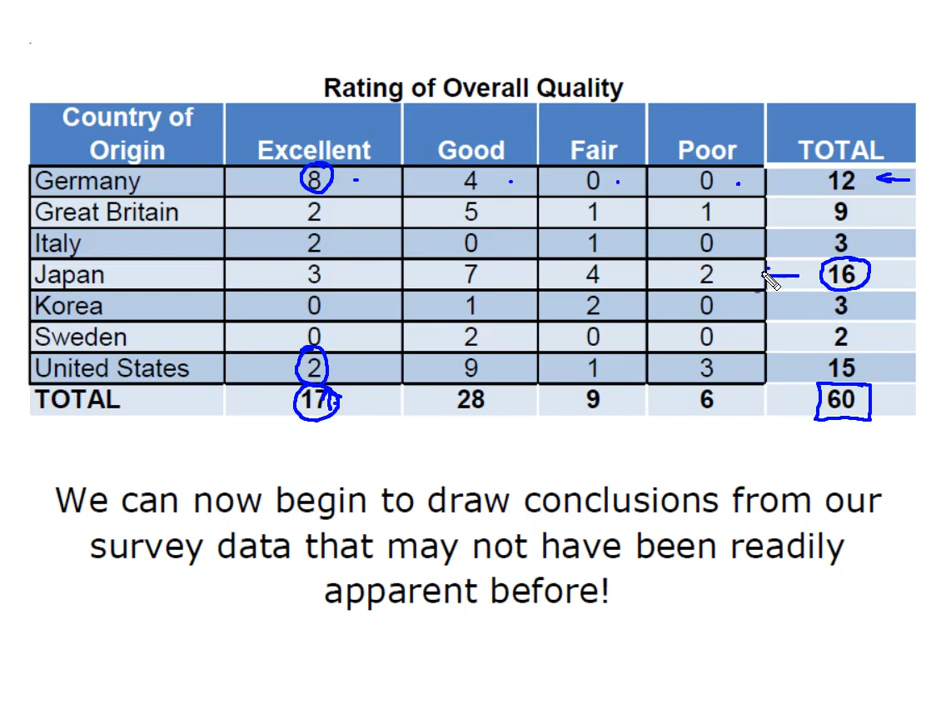 Rating of Overall Quality
Country of Origin Excellent Good Fair Poor TOTAL
Germany 8 4 0 0 12
Great Britain 2 5 1 1 9
Italy 2 0 1 0 3
Japan 3 7 4 2 16
Korea 0 1 2 0 3
Sweden 0 2 0 0 2
United States 2 9 1 3 15
TOTAL 17 28 9 6 60
We can now begin to draw conclusions from our
survey data that may not have been readily
apparent before!